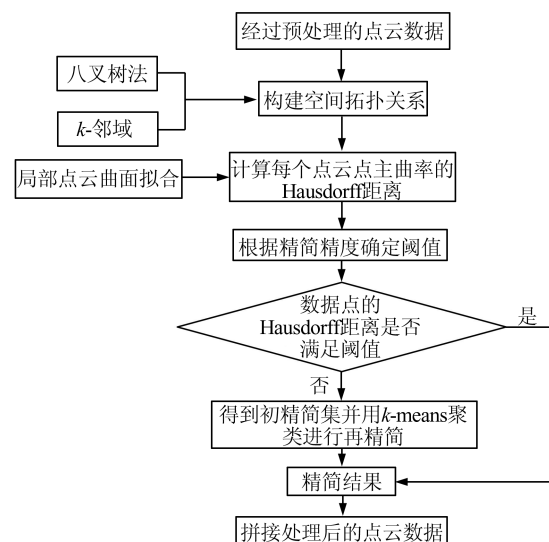 经过预处理的点云数据
八叉树法
k-邻域
构建空间拓扑关系
局部点云曲面拟合
计算每个点云点主曲率的
Hausdorff距离
根据精简精度确定阈值
数据点的
Hausdorff距离是否
满足阈值
是
否
得到初精简集并用k-means聚
类进行再精简
精简结果
拼接处理后的点云数据